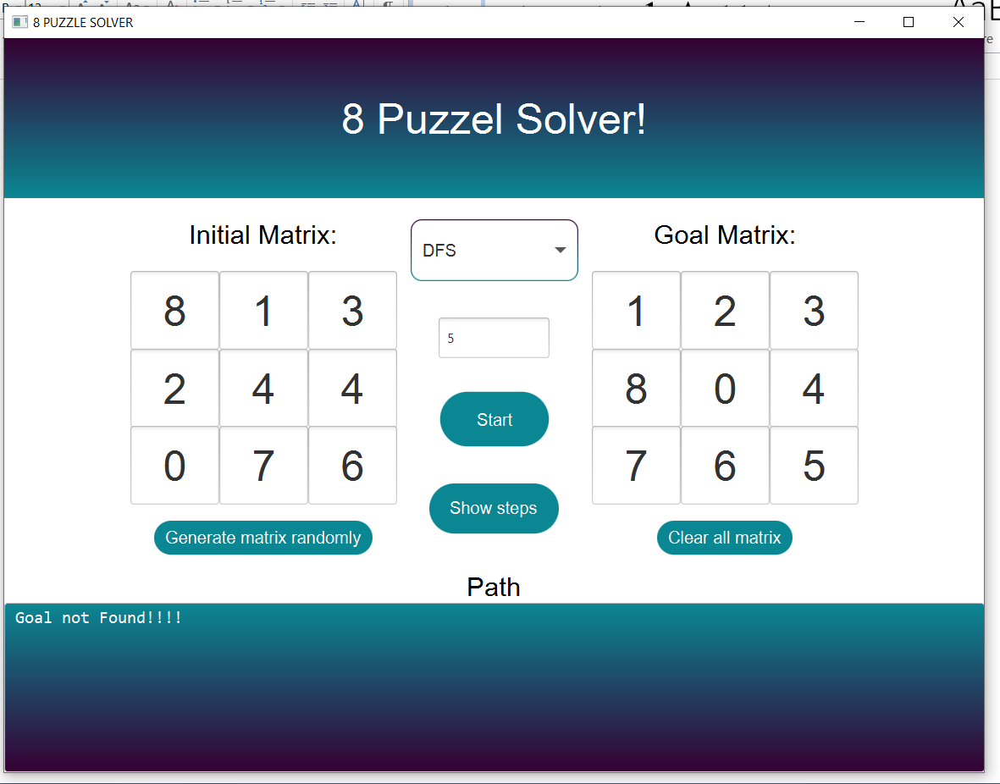 8 PUZZLE SOLVER
8 Puzzel Solver!
Initial Matrix:
DFS
Goal Matrix:
8 1 3
1 2 3
5
2 4 4
8 0 4
Start
0 7 6
7 6 5
Show steps
Generate matrix randomly
Clear all matrix
Path
Goal not Found!!!!